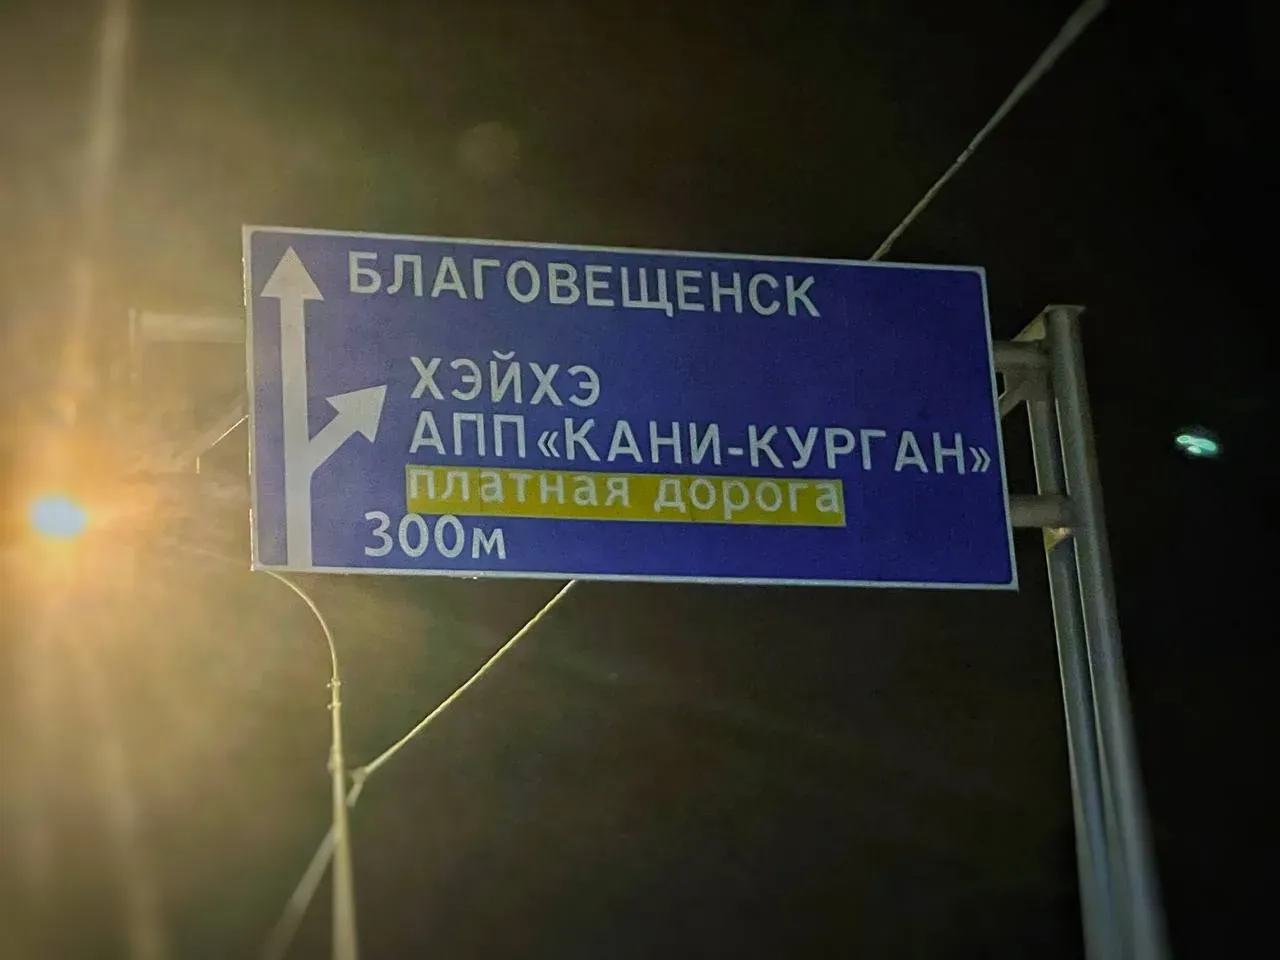 БЛАГОВЕЩЕНСК
ХЭЙХЭ
АПП «КАНИ-КУРГАН»
платная дорога
300м